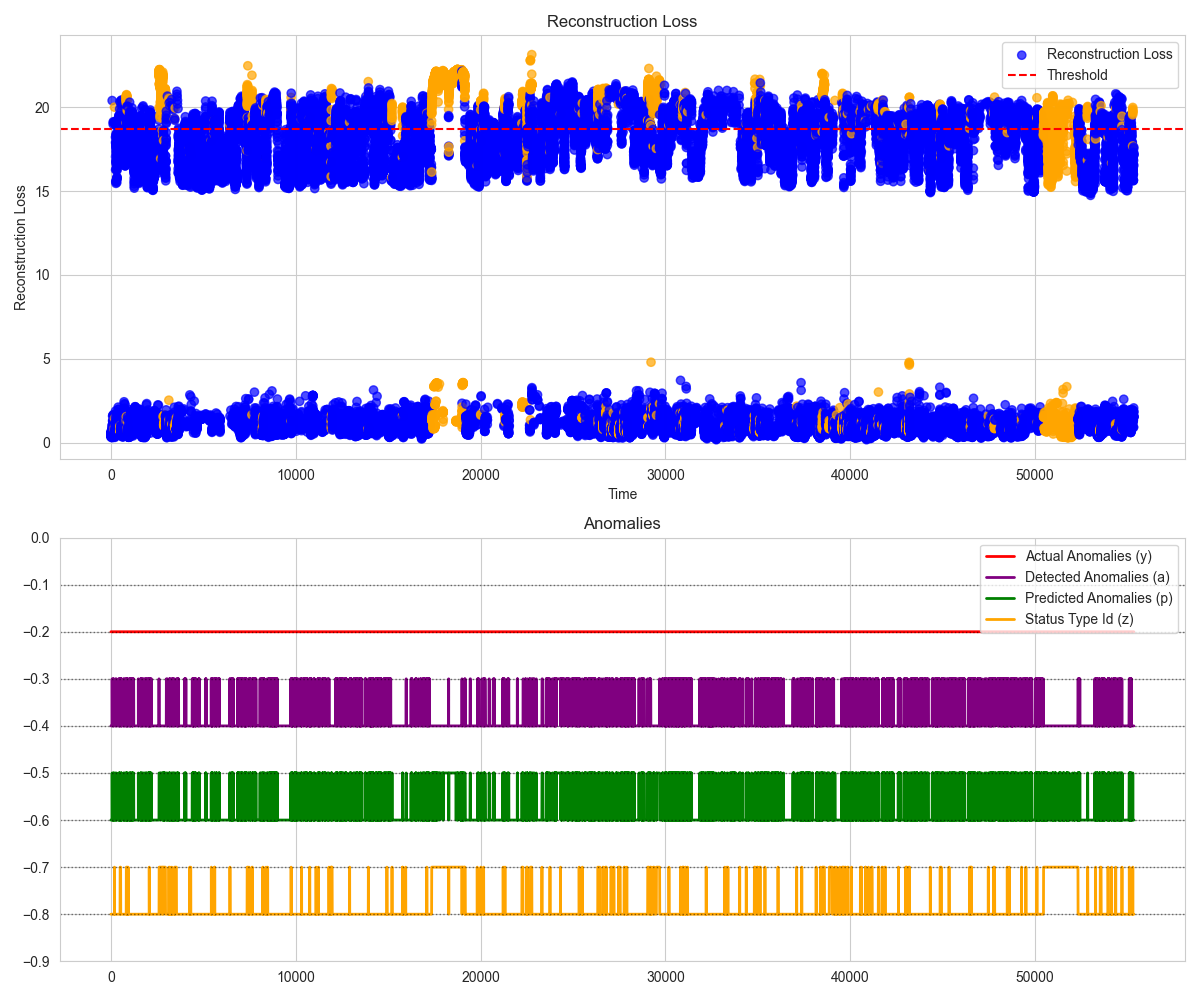 Reconstruction Loss
Reconstruction Loss
Threshold
20
15
10
5
0
Reconstruction Loss
0 10000 20000 30000 40000 50000
Time
Anomalies
Actual Anomalies (y)
Detected Anomalies (a)
Predicted Anomalies (p)
Status Type Id (z)
0.0
−0.1
−0.2
−0.3
−0.4
−0.5
−0.6
−0.7
−0.8
−0.9
0 10000 20000 30000 40000 50000